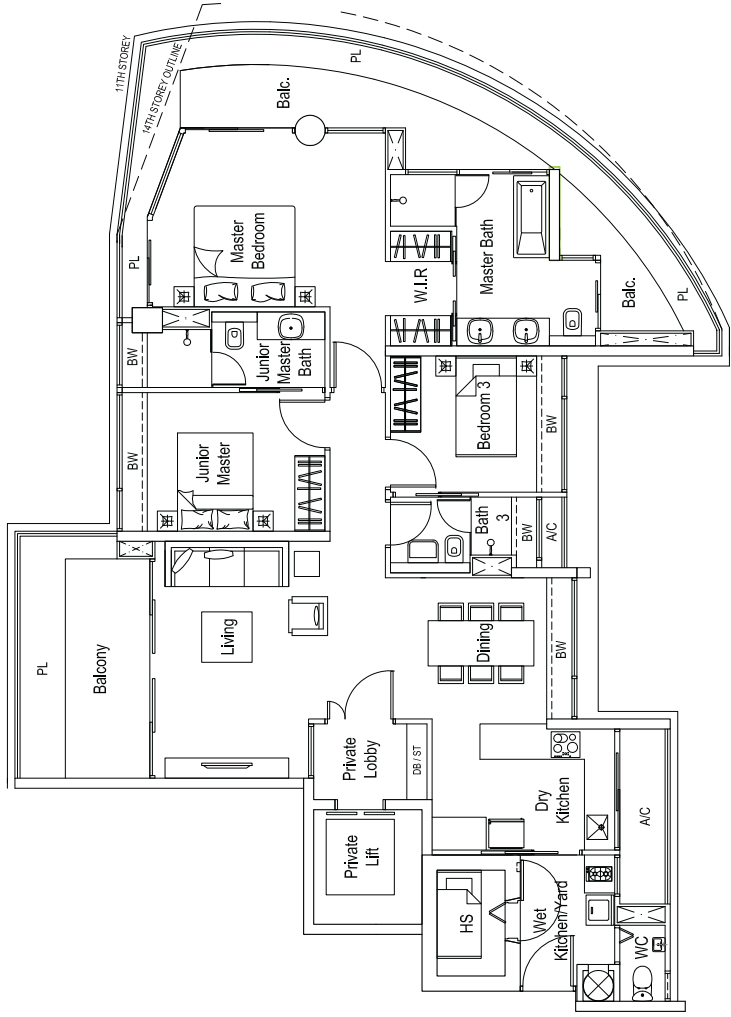 11TH STOREY
14TH STOREY OUTLINE
PL
Balc.
Master
Bedroom
PL
W.I.R
Master Bath
Balc.
PL
BW
Junior
Master
Bath
BW
Junior
Master
Bedroom 3
BW
Bath
3
BW
A/C
X
PL
Balcony
Living
Dining
BW
Private
Lobby
DB / ST
Dry
Kitchen
A/C
Private
Lift
HS
Wet
Kitchen/Yard
WC